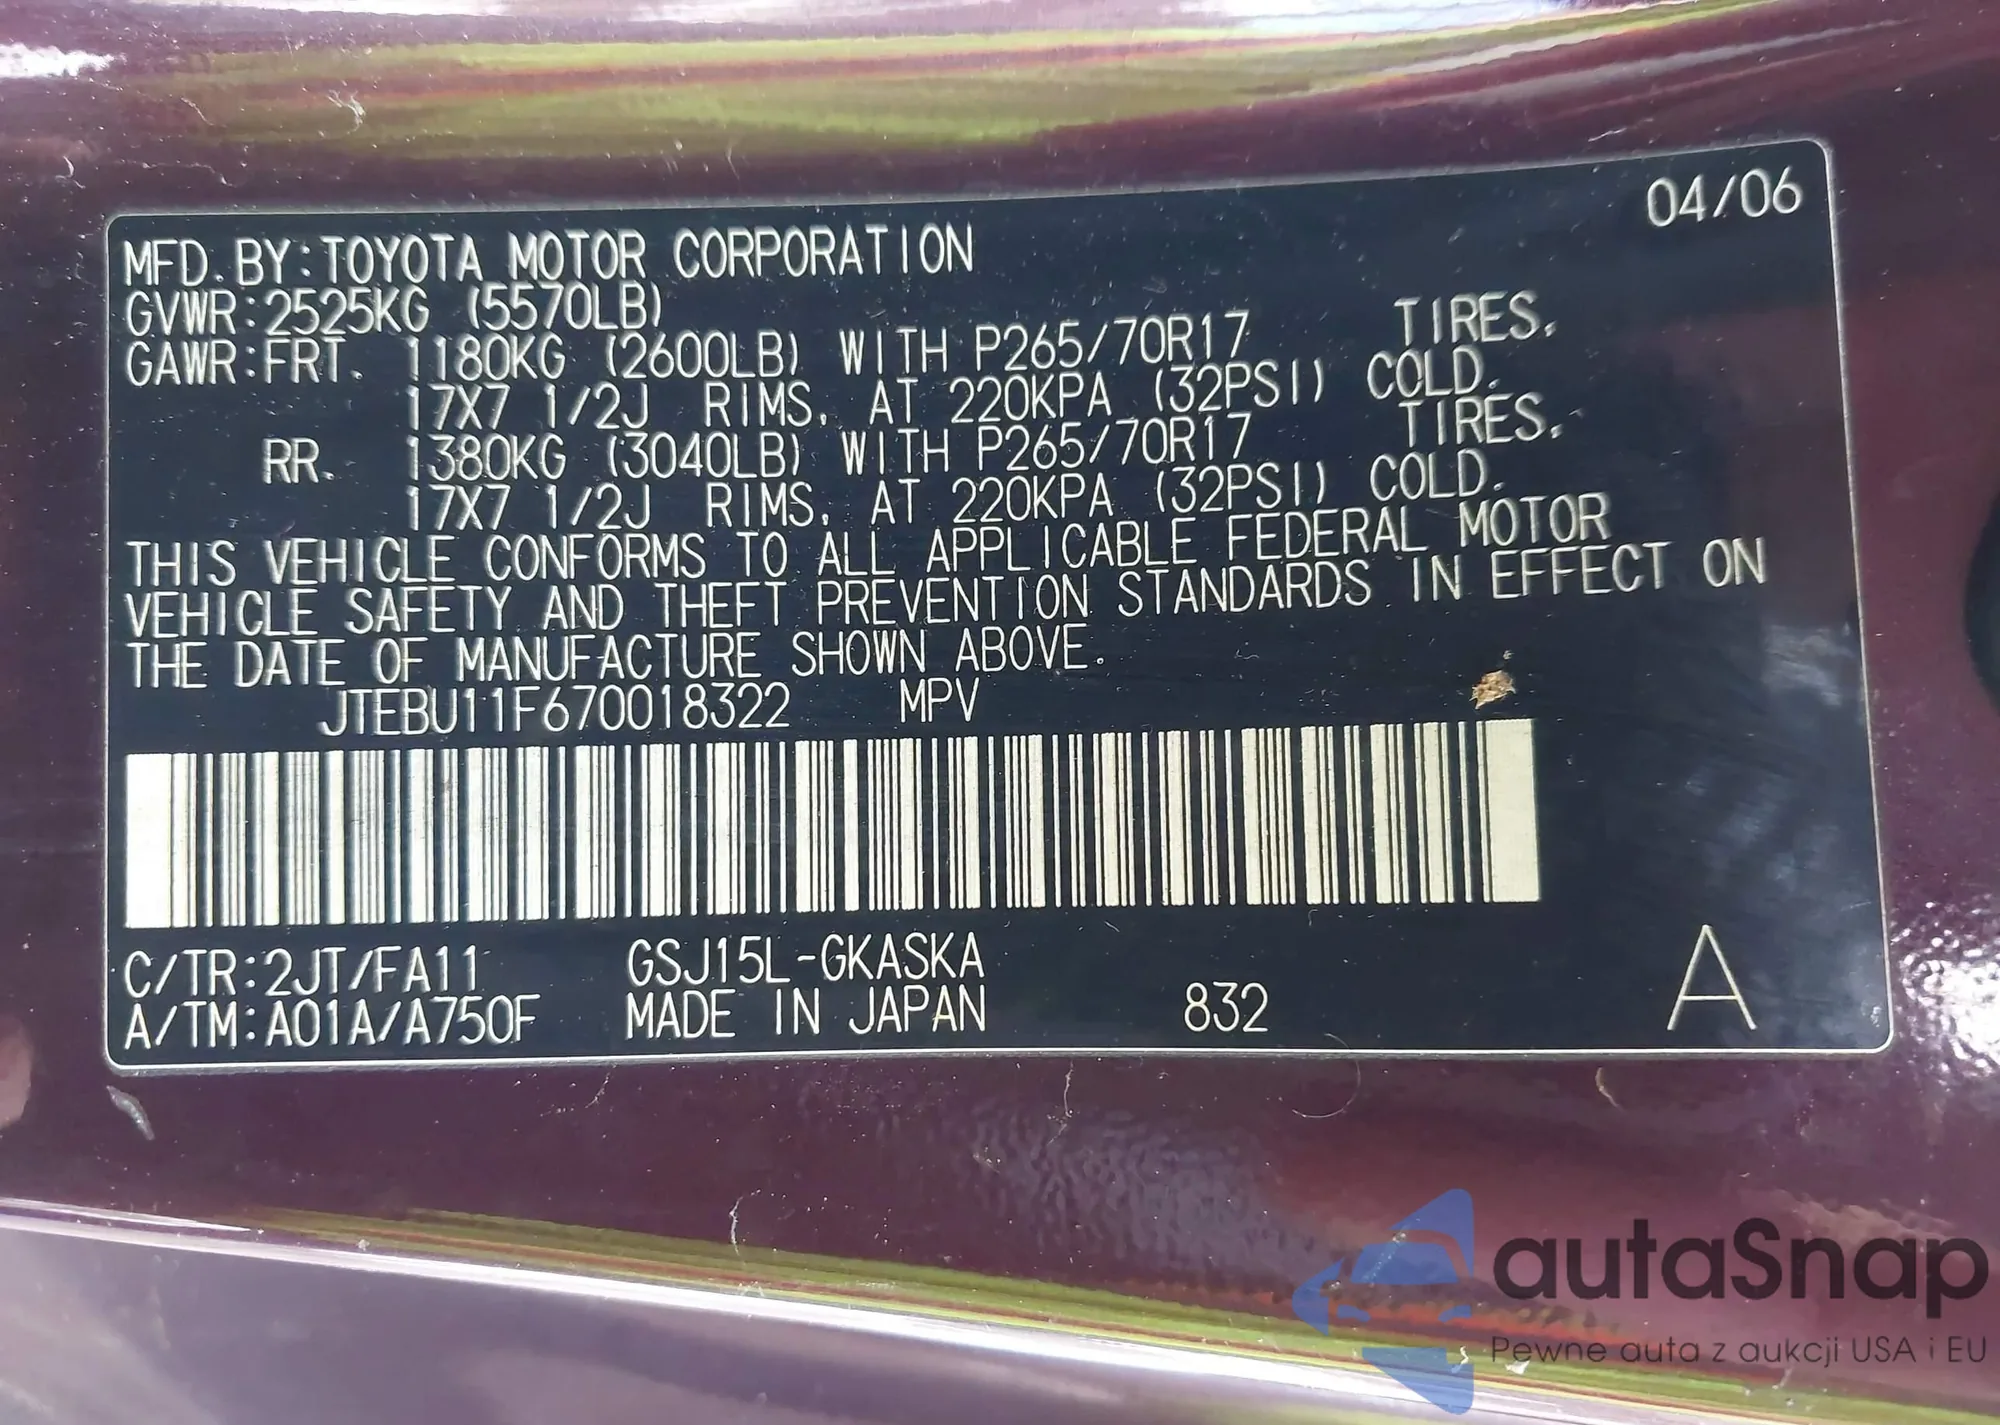 04/06
MFD. BY:TOYOTA MOTOR CORPORATION
GVWR:2525KG (5570LB)
GAWR:FRT. 1180KG (2600LB) WITH P265/70R17 TIRES,
17X7 1/2J RIMS, AT 220KPA (32PSI) COLD.
RR. 1380KG (3040LB) WITH P265/70R17 TIRES,
17X7 1/2J RIMS, AT 220KPA (32PSI) COLD.
THIS VEHICLE CONFORMS TO ALL APPLICABLE FEDERAL MOTOR
VEHICLE SAFETY AND THEFT PREVENTION STANDARDS IN EFFECT ON
THE DATE OF MANUFACTURE SHOWN ABOVE.
JTEBU11F670018322 MPV
C/TR:2JT/FA11 GSJ15L-GKASKA
A/TM:A01A/A750F MADE IN JAPAN 832 A
autaSnap
Pewne auta z aukcji USA i EU